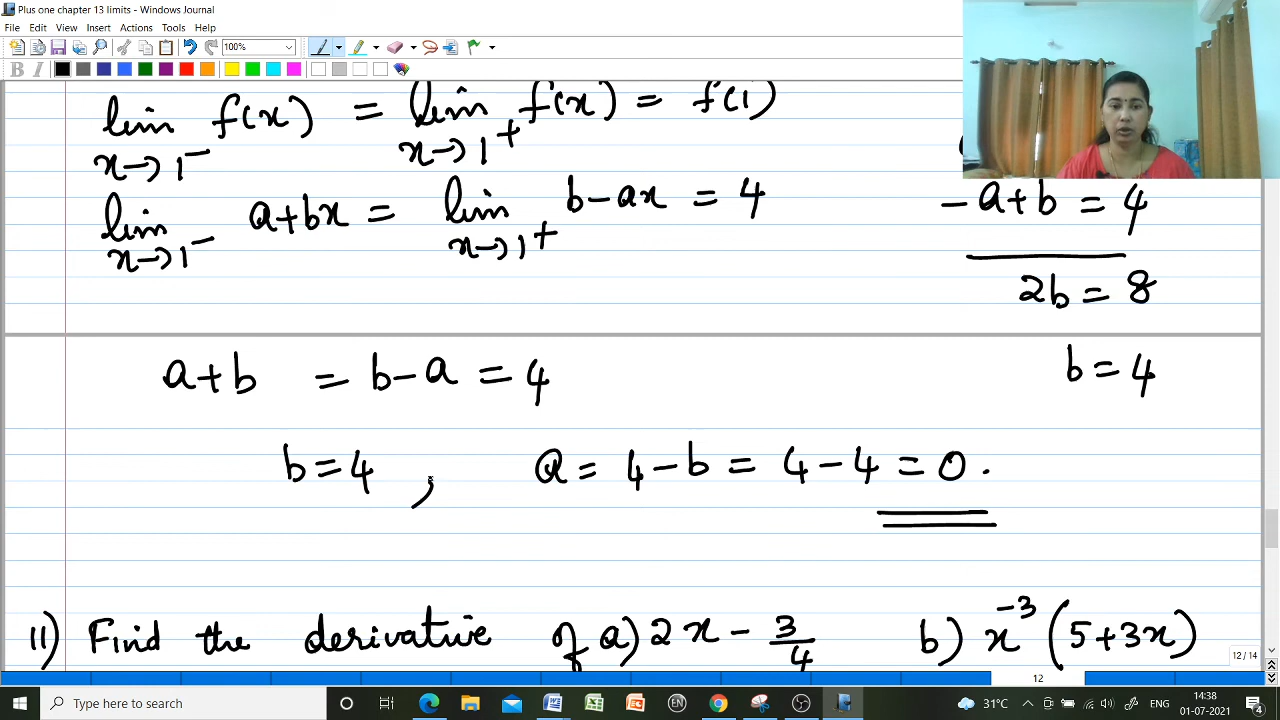 Plus one chapter 13 limits - Windows Journal
File Edit View Insert Actions Tools Help
100%
B I
lim x→1⁻ f(x) = lim x→1⁺ f(x) = f(1)
lim x→1⁻ a+bx = lim x→1⁺ b-ax = 4
-a+b = 4
2b = 8
a+b = b-a = 4
b = 4
b=4 , a = 4-b = 4-4 = 0.
11) Find the derivative of a) 2x - 3/4 b) x⁻³(5+3x)
12 / 14
12
Type here to search
31°C
14:38
01-07-2021